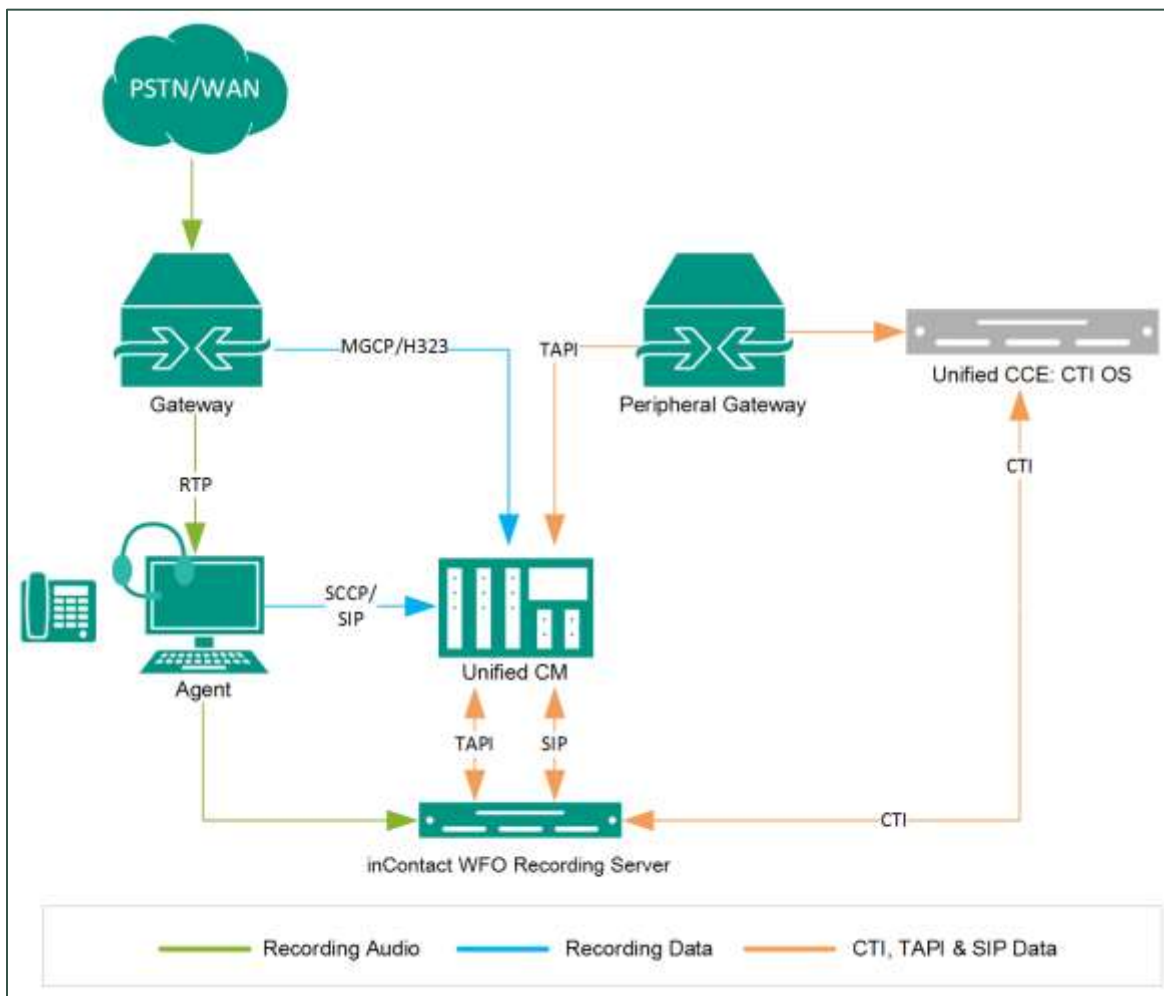 PSTN/WAN
MGCP/H323
TAPI
Gateway
Peripheral Gateway
Unified CCE: CTI OS
CTI
RTP
SCCP/
SIP
Agent
Unified CM
TAPI
SIP
CTI
inContact WFO Recording Server
Recording Audio
Recording Data
CTI, TAPI & SIP Data